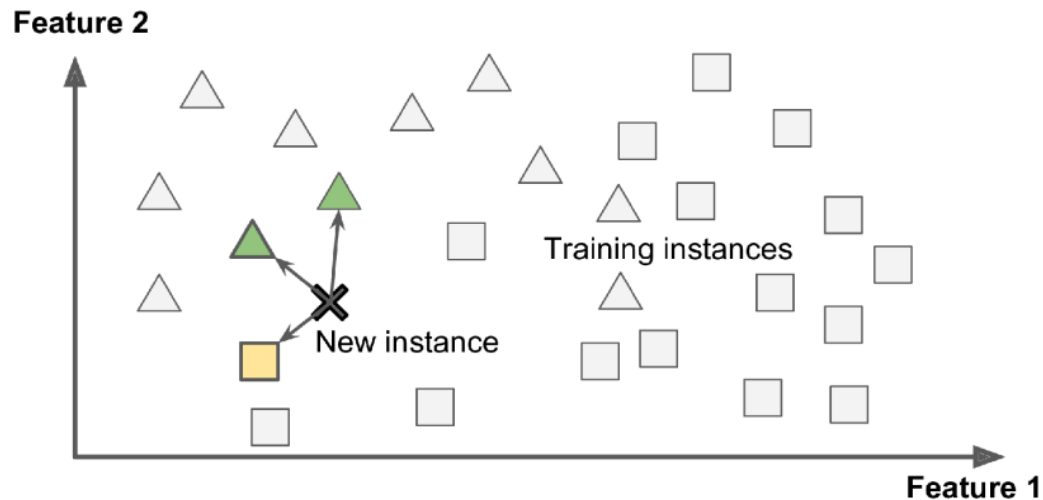 Feature 2
Training instances
New instance
Feature 1